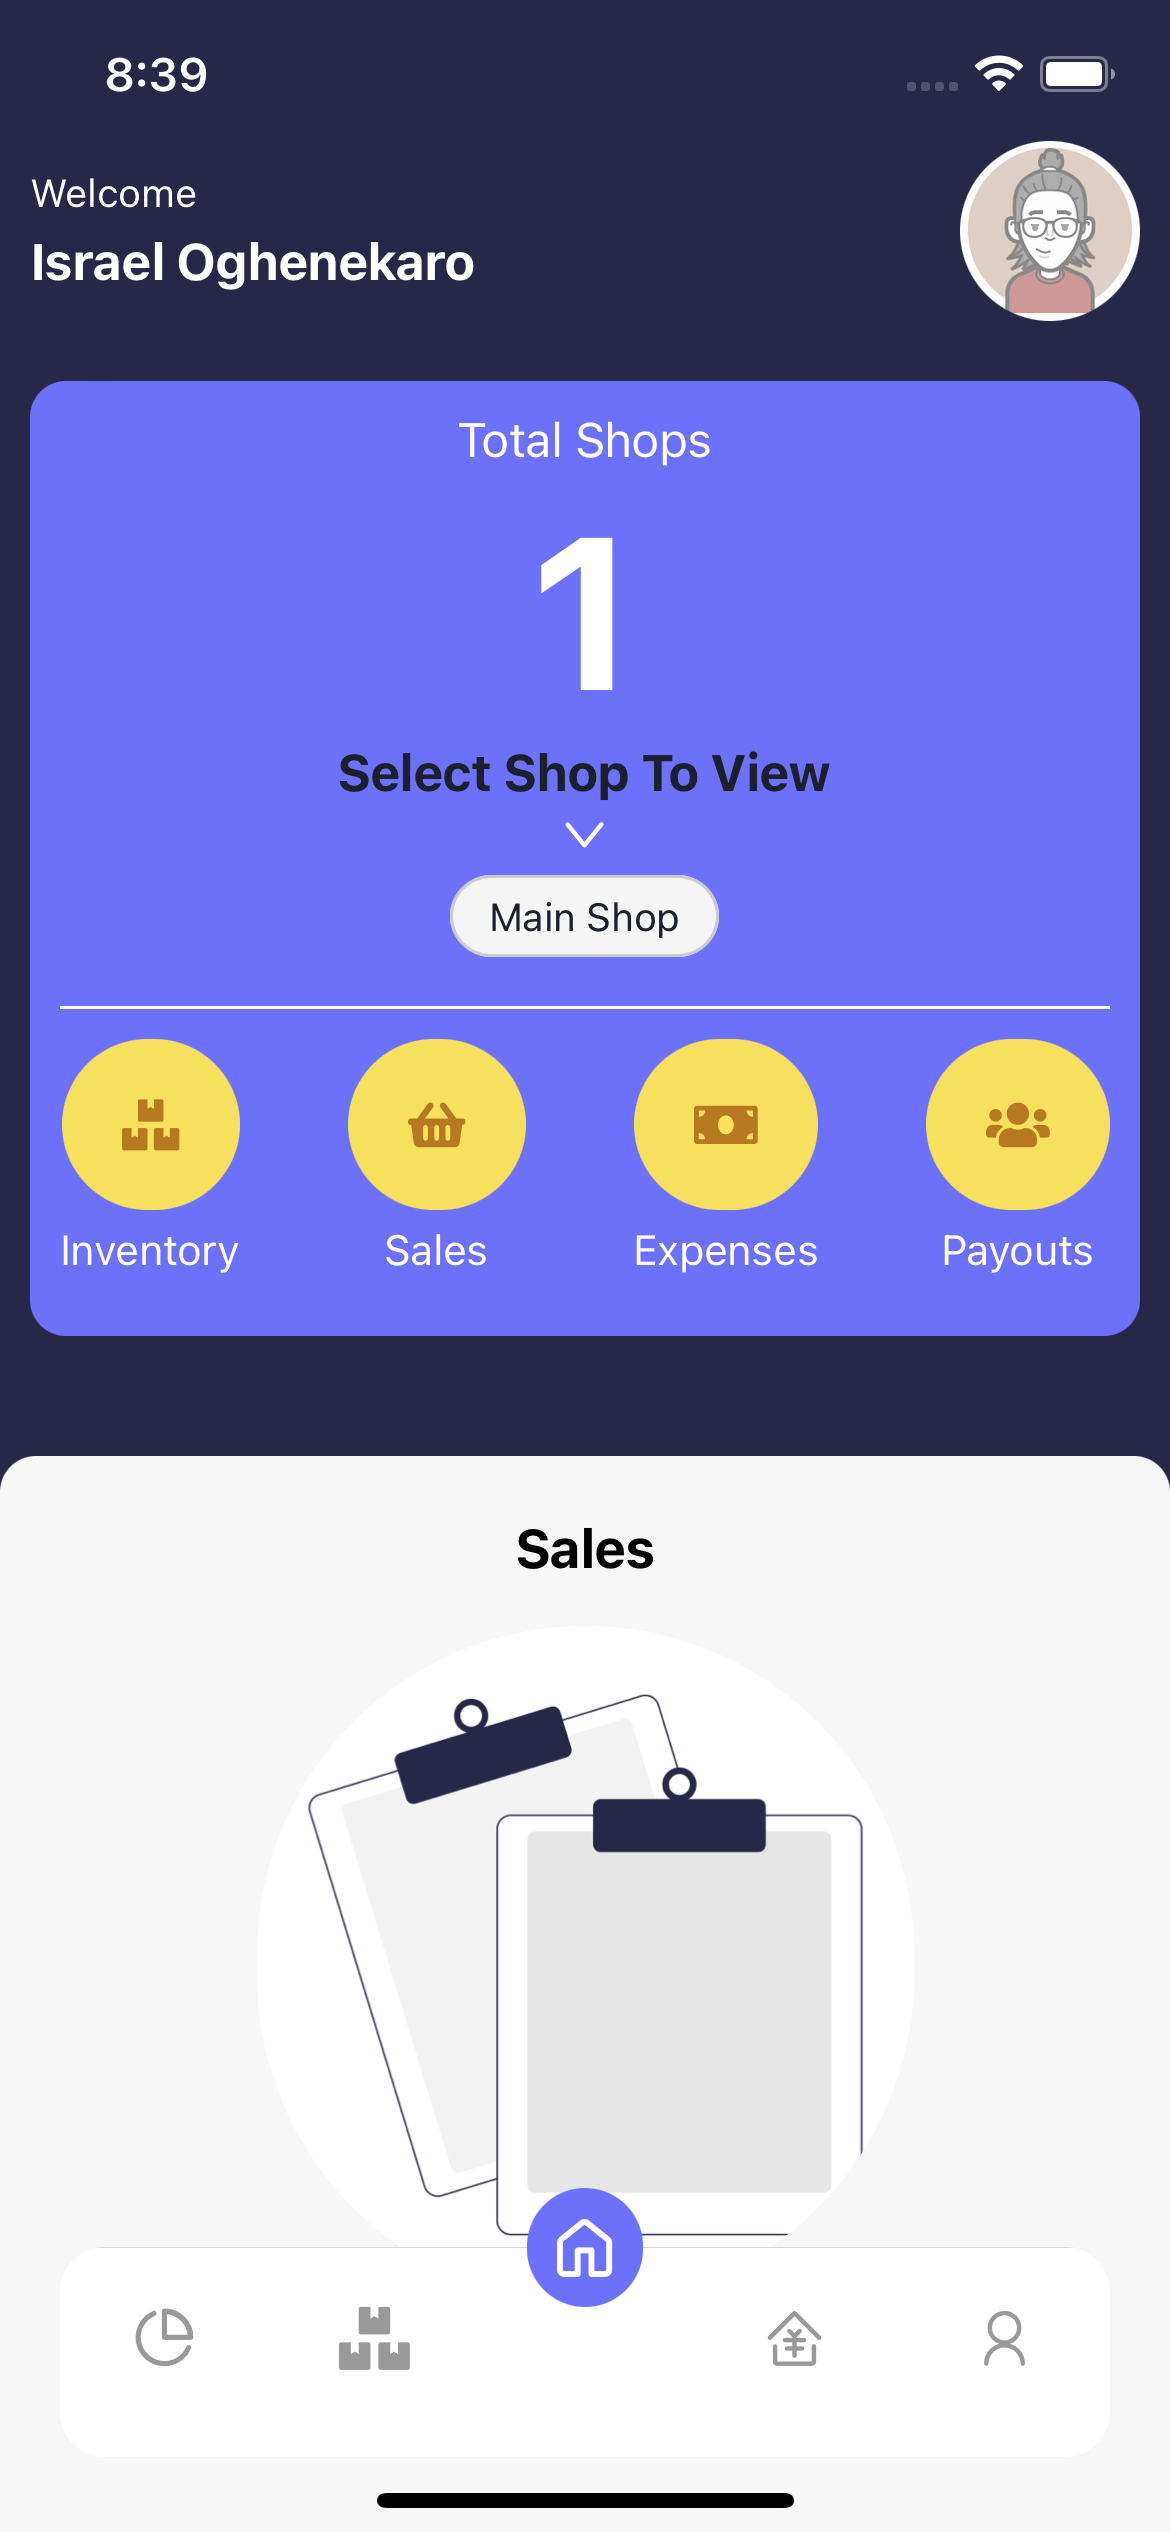 8:39
Welcome
Israel Oghenekaro
Total Shops
1
Select Shop To View
Main Shop
Inventory Sales Expenses Payouts
Sales